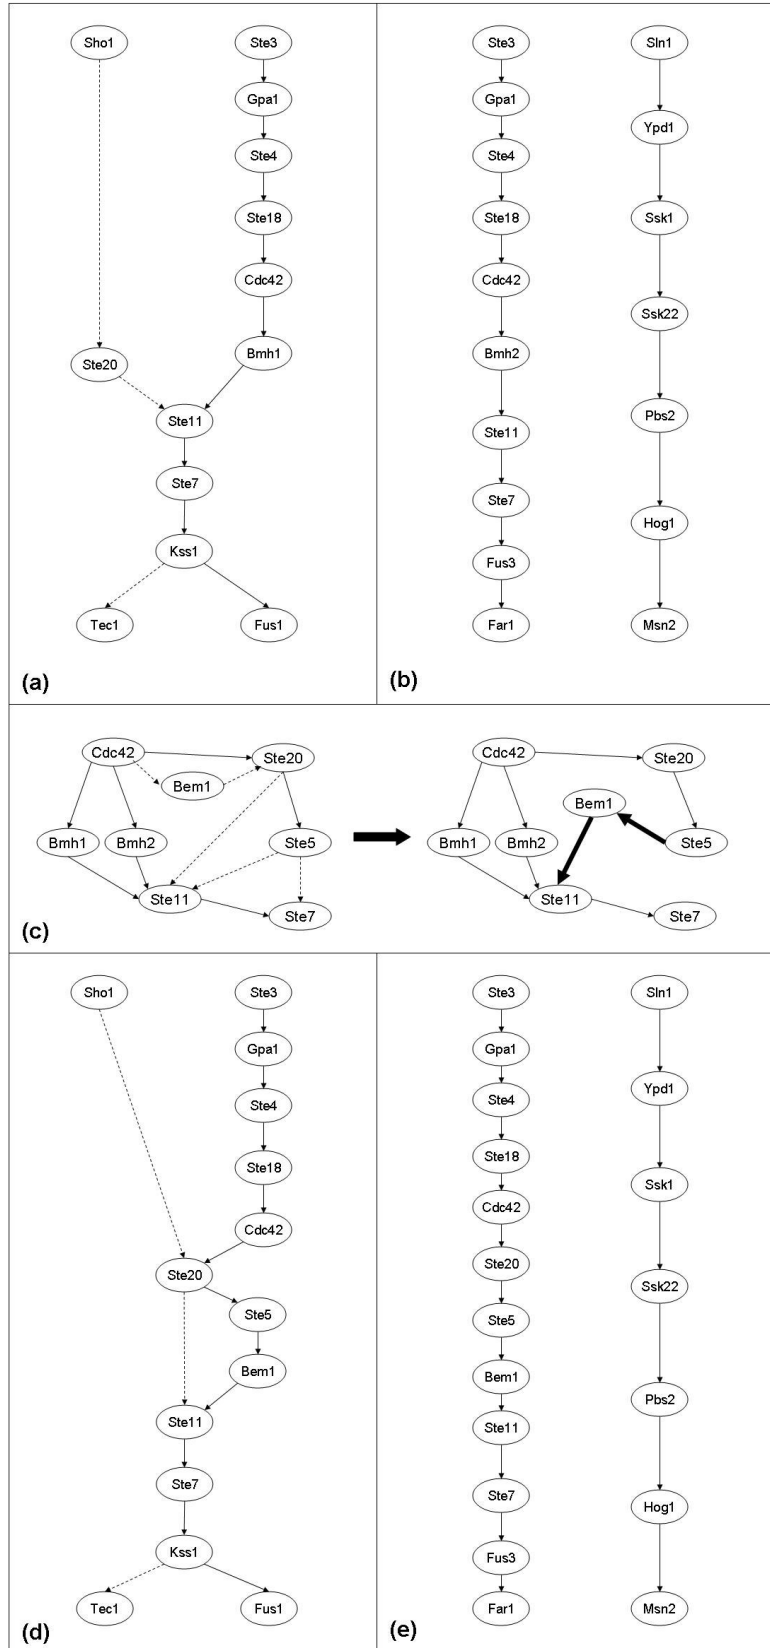 Sho1
Ste3
Gpa1
Ste4
Ste18
Cdc42
Ste20
Bmh1
Ste11
Ste7
Kss1
Tec1
Fus1
(a)
Ste3
Sln1
Gpa1
Ypd1
Ste4
Ste18
Ssk1
Cdc42
Ssk22
Bmh2
Pbs2
Ste11
Ste7
Hog1
Fus3
Far1
Msn2
(b)
Cdc42
Ste20
Bem1
Bmh1
Bmh2
Ste5
Ste11
Ste7
Cdc42
Ste20
Bem1
Bmh1
Bmh2
Ste5
Ste11
Ste7
(c)
Sho1
Ste3
Gpa1
Ste4
Ste18
Cdc42
Ste20
Ste5
Bem1
Ste11
Ste7
Kss1
Tec1
Fus1
(d)
Ste3
Sln1
Gpa1
Ypd1
Ste4
Ste18
Ssk1
Cdc42
Ste20
Ssk22
Ste5
Bem1
Pbs2
Ste11
Ste7
Hog1
Fus3
Far1
Msn2
(e)